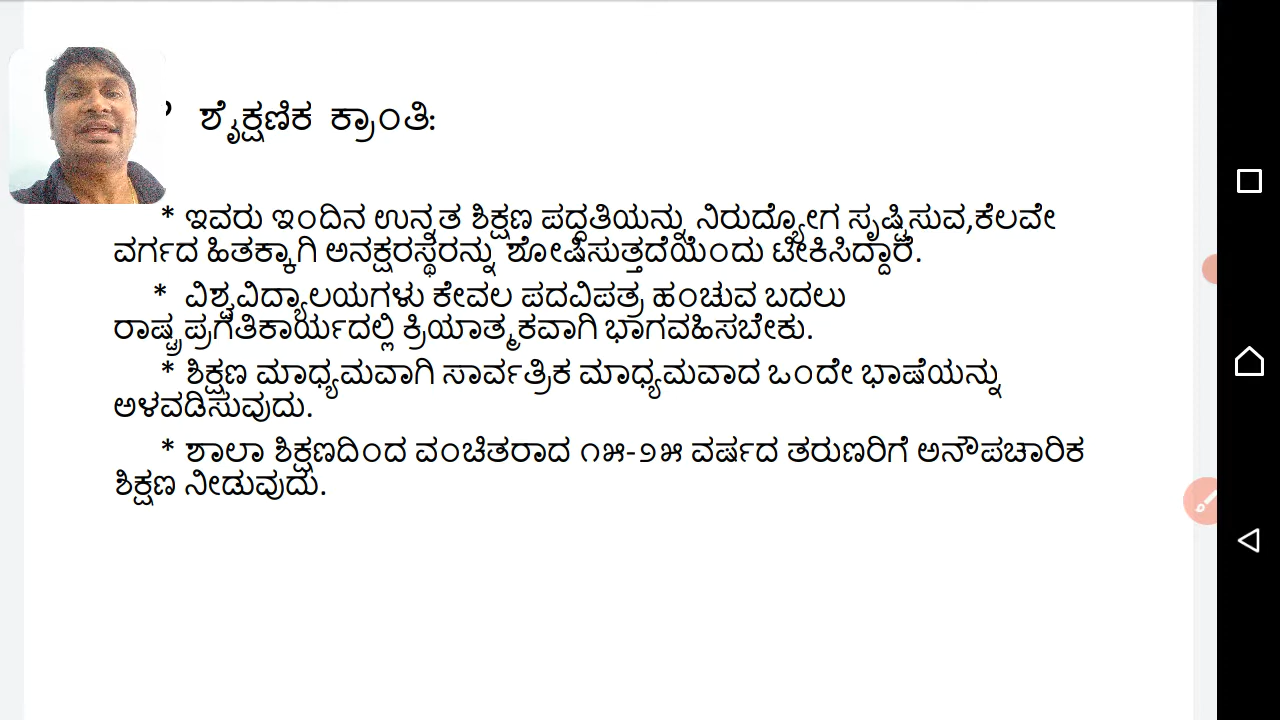 ಶೈಕ್ಷಣಿಕ ಕ್ರಾಂತಿ:
* ಇವರು ಇಂದಿನ ಉನ್ನತ ಶಿಕ್ಷಣ ಪದ್ಧತಿಯನ್ನು ನಿರುದ್ಯೋಗ ಸೃಷ್ಟಿಸುವ,ಕೆಲವೇ
ವರ್ಗದ ಹಿತಕ್ಕಾಗಿ ಅನಕ್ಷರಸ್ಥರನ್ನು ಶೋಷಿಸುತ್ತದೆಯೆಂದು ಟೀಕಿಸಿದ್ದಾರೆ.
* ವಿಶ್ವವಿದ್ಯಾಲಯಗಳು ಕೇವಲ ಪದವಿಪತ್ರ ಹಂಚುವ ಬದಲು
ರಾಷ್ಟ್ರಪ್ರಗತಿಕಾರ್ಯದಲ್ಲಿ ಕ್ರಿಯಾತ್ಮಕವಾಗಿ ಭಾಗವಹಿಸಬೇಕು.
* ಶಿಕ್ಷಣ ಮಾಧ್ಯಮವಾಗಿ ಸಾರ್ವತ್ರಿಕ ಮಾಧ್ಯಮವಾದ ಒಂದೇ ಭಾಷೆಯನ್ನು
ಅಳವಡಿಸುವುದು.
* ಶಾಲಾ ಶಿಕ್ಷಣದಿಂದ ವಂಚಿತರಾದ ೧೫-೨೫ ವರ್ಷದ ತರುಣರಿಗೆ ಅನೌಪಚಾರಿಕ
ಶಿಕ್ಷಣ ನೀಡುವುದು.